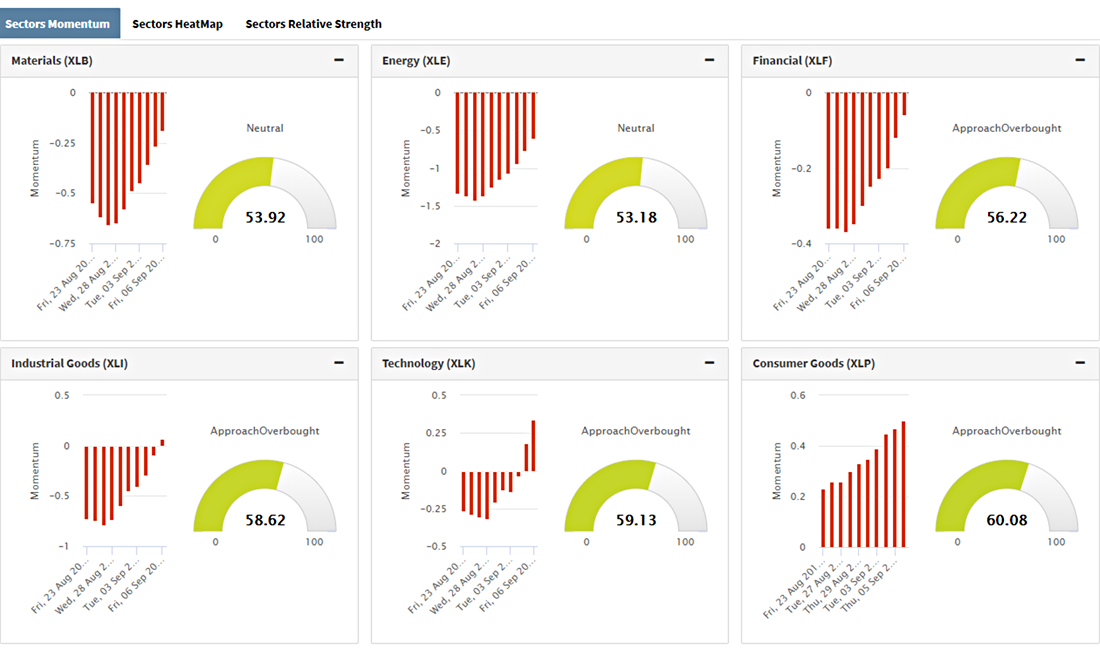 Sectors Momentum Sectors HeatMap Sectors Relative Strength
Materials (XLB)
0
−0.25
−0.5
−0.75
Momentum
Fri, 23 Aug 20...
Wed, 28 Aug 2...
Tue, 03 Sep 2...
Fri, 06 Sep 20...
Neutral
53.92
0 100
Energy (XLE)
0
−0.5
−1
−1.5
−2
Momentum
Fri, 23 Aug 20...
Wed, 28 Aug 2...
Tue, 03 Sep 2...
Fri, 06 Sep 20...
Neutral
53.18
0 100
Financial (XLF)
0
−0.2
−0.4
Momentum
Fri, 23 Aug 20...
Wed, 28 Aug 2...
Tue, 03 Sep 2...
Fri, 06 Sep 20...
ApproachOverbought
56.22
0 100
Industrial Goods (XLI)
0.5
0
−0.5
−1
Momentum
Fri, 23 Aug 20...
Wed, 28 Aug 2...
Tue, 03 Sep 2...
Fri, 06 Sep 20...
ApproachOverbought
58.62
0 100
Technology (XLK)
0.5
0.25
0
−0.25
−0.5
Momentum
Fri, 23 Aug 20...
Wed, 28 Aug 2...
Tue, 03 Sep 2...
Fri, 06 Sep 20...
ApproachOverbought
59.13
0 100
Consumer Goods (XLP)
0.6
0.4
0.2
0
Momentum
Fri, 23 Aug 201...
Tue, 27 Aug 2...
Thu, 29 Aug 2...
Tue, 03 Sep 2...
Thu, 05 Sep 2...
ApproachOverbought
60.08
0 100